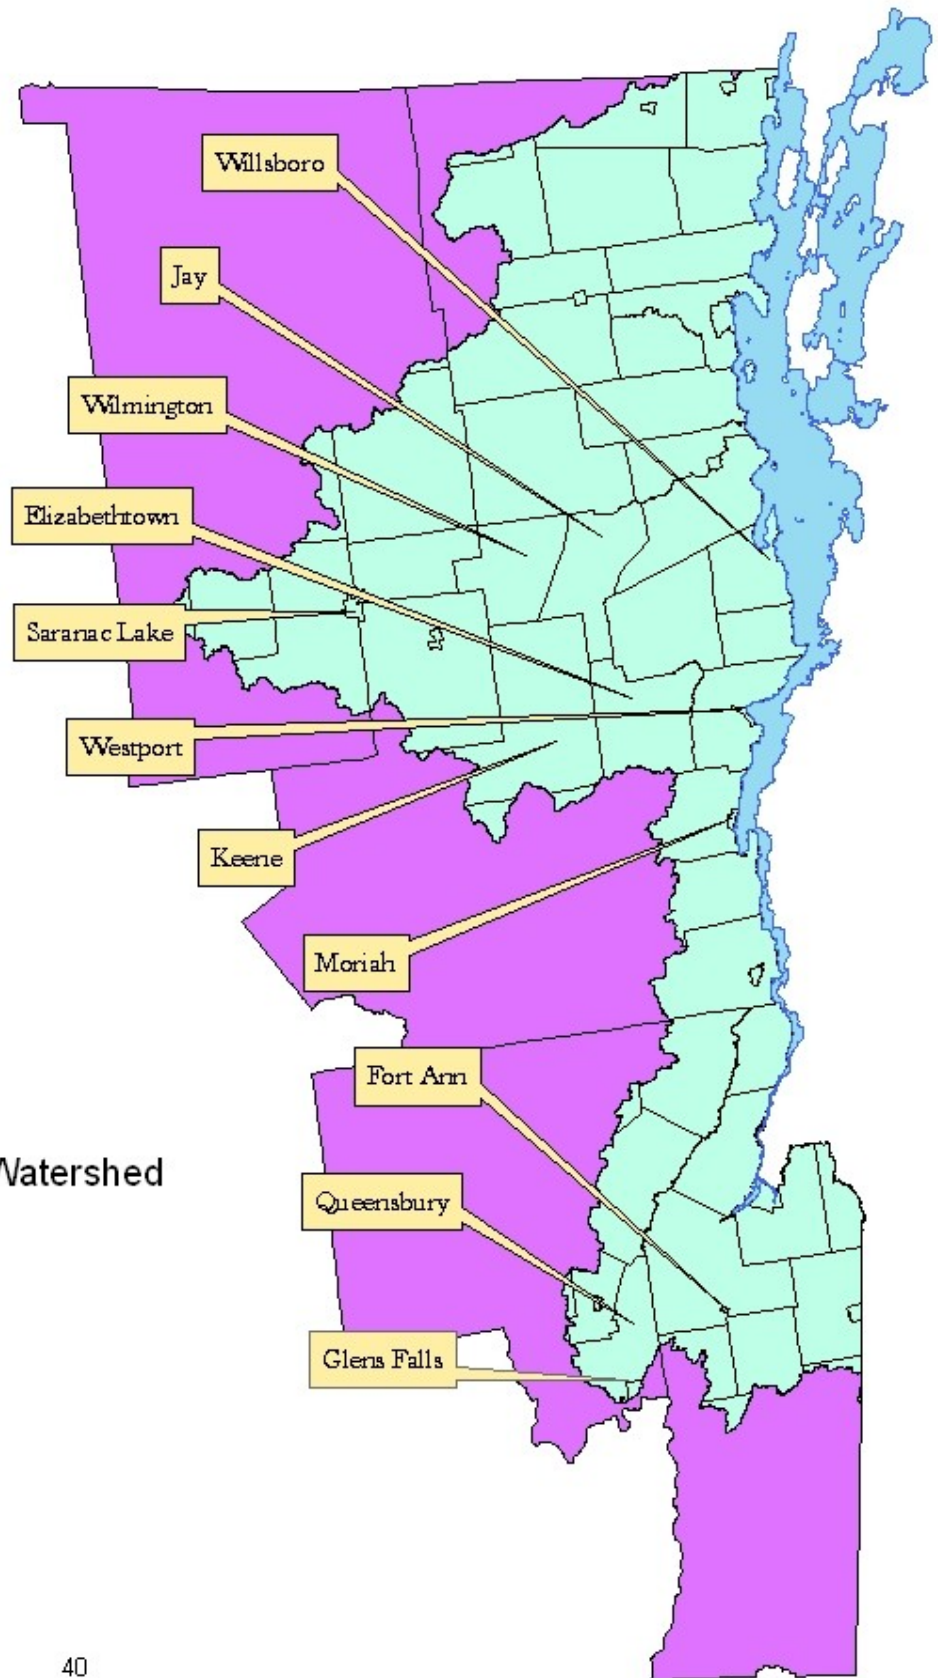 Willsboro
Jay
Wilmington
Elizabethtown
Saranac Lake
Westport
Keene
Moriah
Fort Ann
Watershed
Queensbury
Glens Falls
40